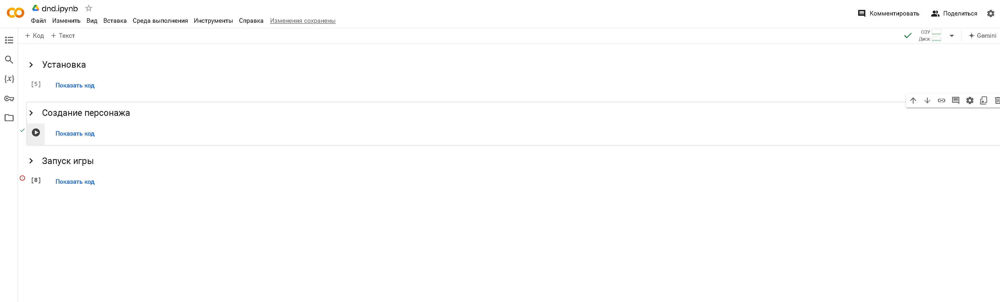 dnd.ipynb
Файл Изменить Вид Вставка Среда выполнения Инструменты Справка Изменения сохранены
Комментировать Поделиться
+ Код + Текст
ОЗУ
Диск
Gemini
{x}
Установка
[5] Показать код
Создание персонажа
Показать код
Запуск игры
[8] Показать код